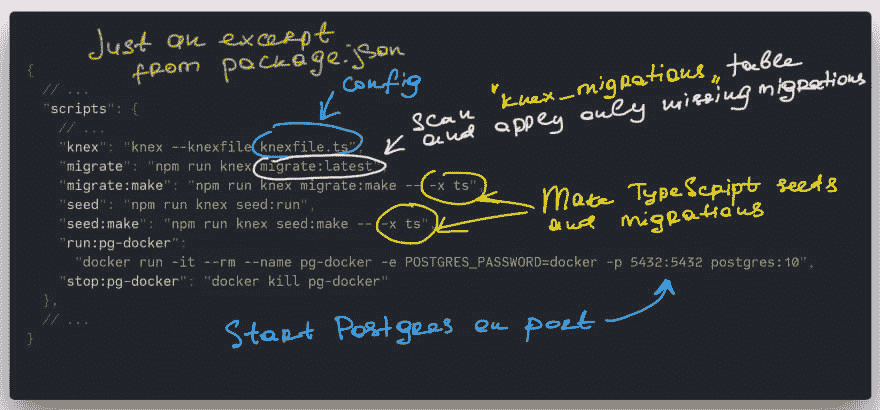 Just an excerpt
from package.json
{
// ...
config
"knex_migrations" table
Scan and apply only missing migrations
"scripts": {
// ...
"knex": "knex --knexfile knexfile.ts",
"migrate": "npm run knex migrate:latest"
"migrate:make": "npm run knex migrate:make -- -x ts",
"seed": "npm run knex seed:run",
"seed:make": "npm run knex seed:make -- -x ts",
Make TypeScript seeds
and migrations
"run:pg-docker":
"docker run -it --rm --name pg-docker -e POSTGRES_PASSWORD=docker -p 5432:5432 postgres:10",
"stop:pg-docker": "docker kill pg-docker"
},
// ...
Start Postgres on port
}